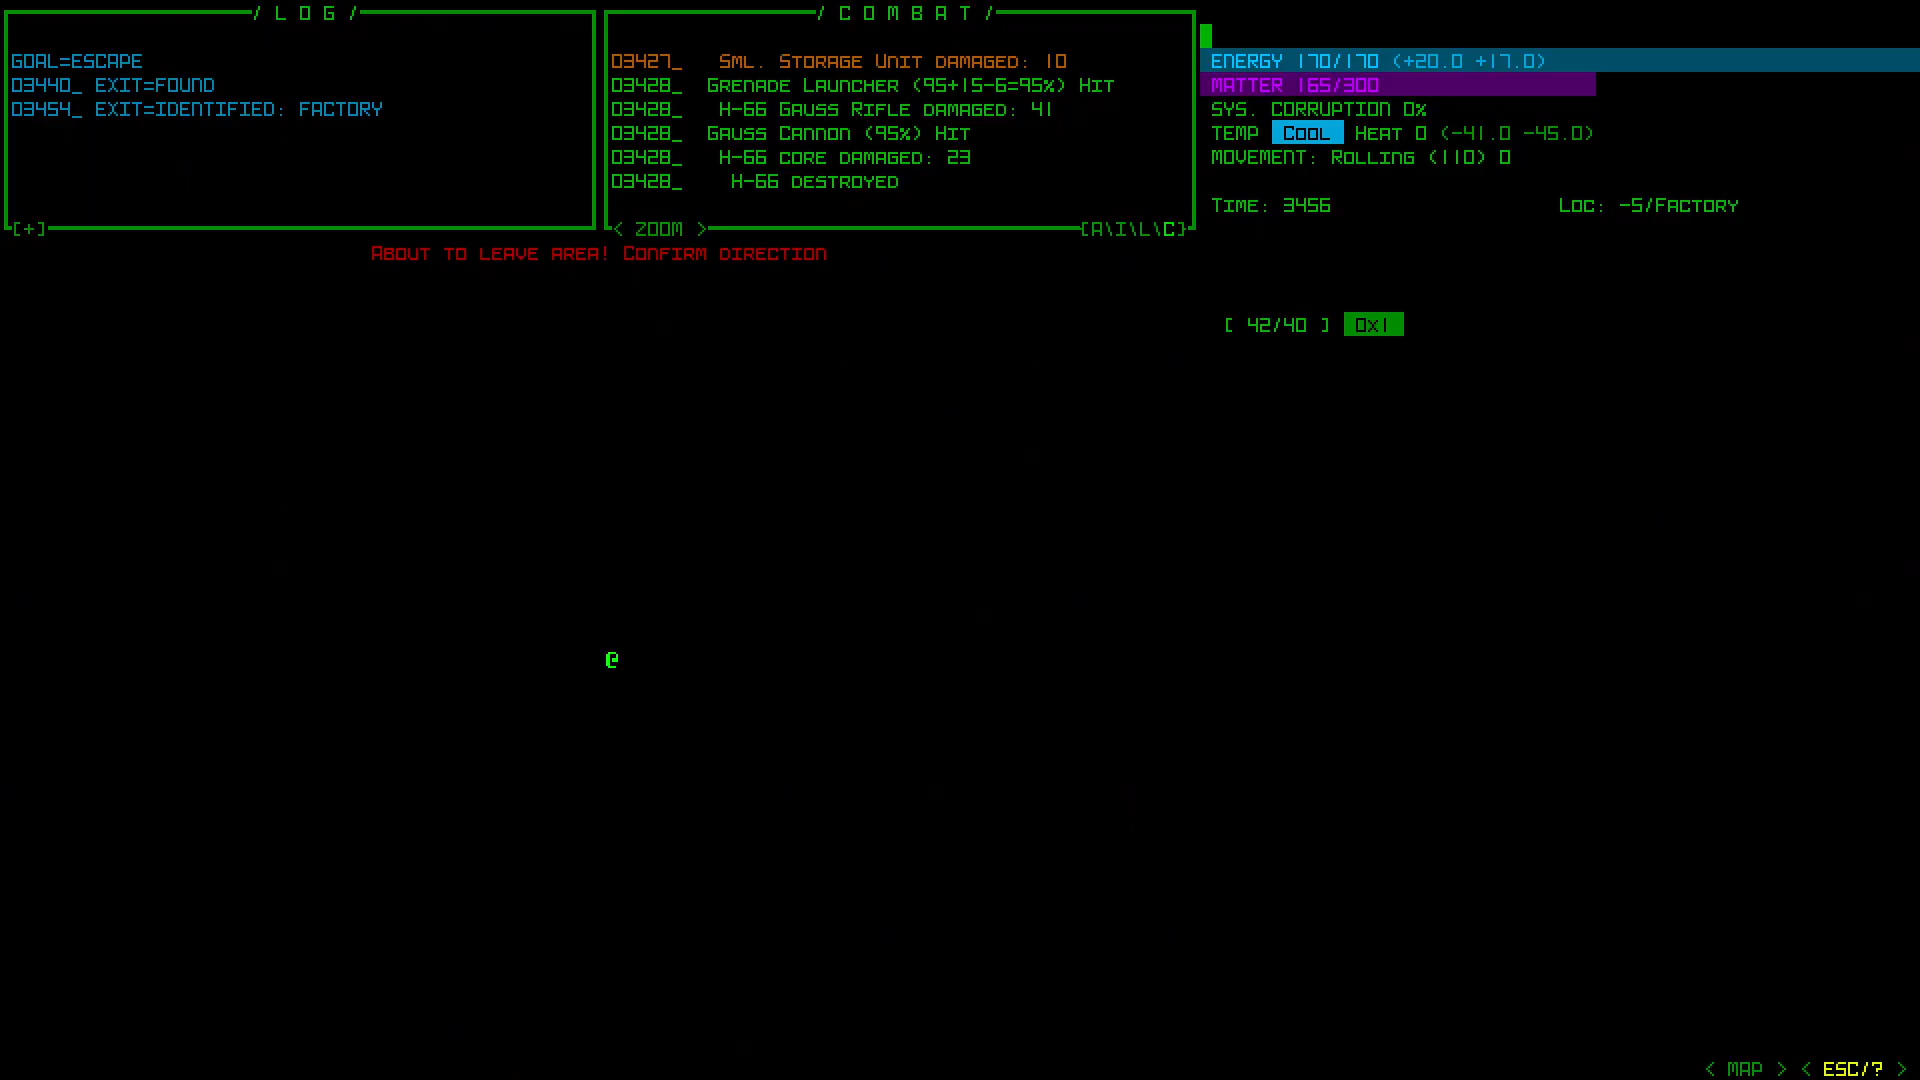 / L O G /
GOAL=ESCAPE
03440_ EXIT=FOUND
03454_ EXIT=IDENTIFIED: FACTORY
[+]
/ C O M B A T /
03427_ SML. STORAGE UNIT DAMAGED: 10
03428_ GRENADE LAUNCHER (95+15-6=95%) HIT
03428_ H-66 GAUSS RIFLE DAMAGED: 41
03428_ GAUSS CANNON (95%) HIT
03428_ H-66 CORE DAMAGED: 23
03428_ H-66 DESTROYED
< ZOOM >
[A\I\L\C]
ENERGY 170/170 (+20.0 +17.0)
MATTER 165/300
SYS. CORRUPTION 0%
TEMP COOL HEAT 0 (-41.0 -45.0)
MOVEMENT: ROLLING (110) 0
TIME: 3456 LOC: -5/FACTORY
ABOUT TO LEAVE AREA! CONFIRM DIRECTION
[ 42/40 ] 0x1
@
< MAP > < ESC/? >